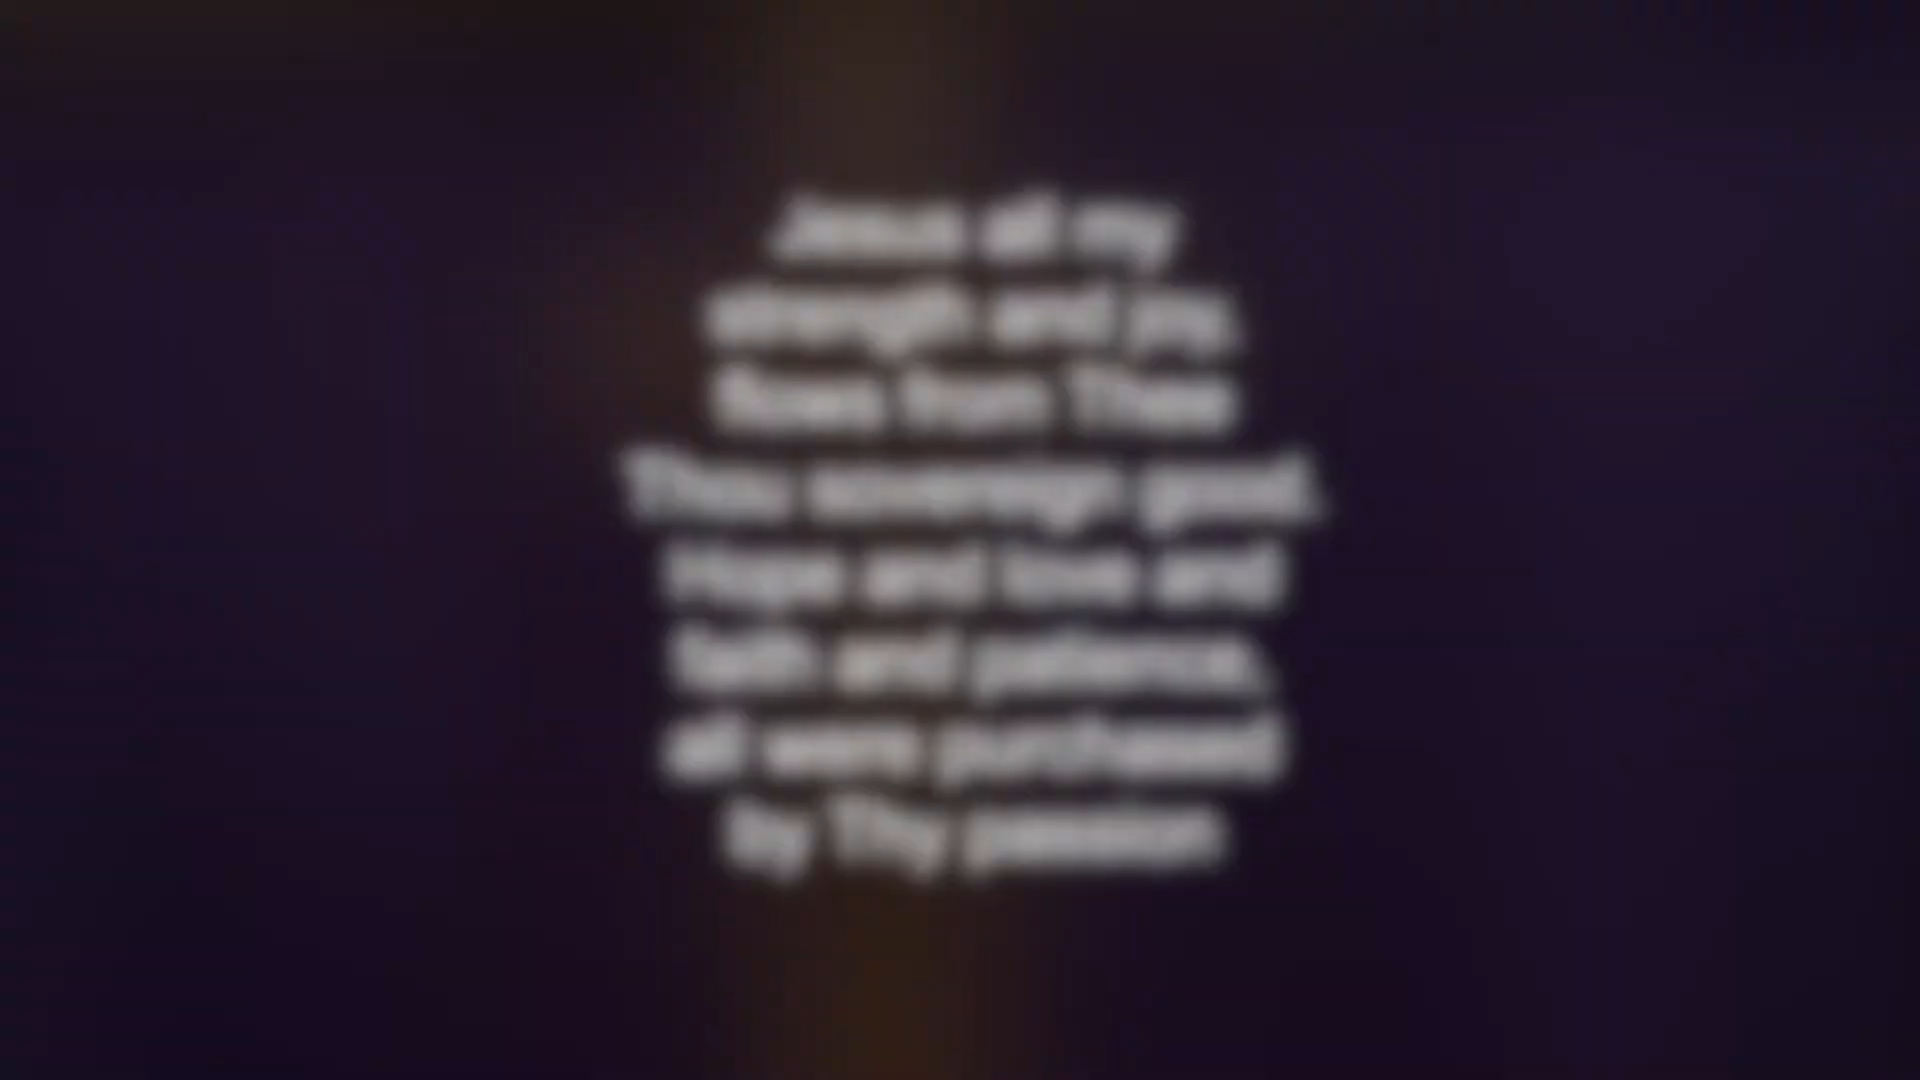 Jesus all my
strength and joy,
flows from Thee
Thou sovereign good,
Hope and love and
faith and patience,
all were purchased
by Thy passion